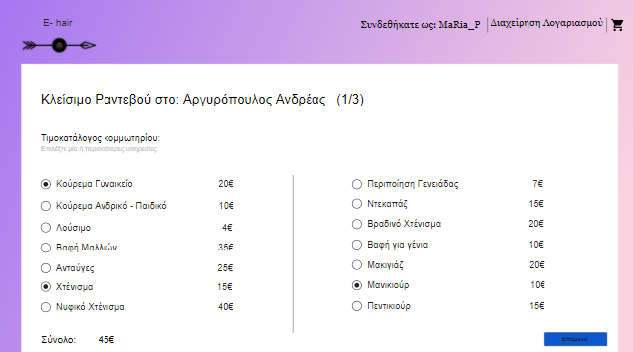 E- hair
Συνδεθήκατε ως: MaRia_P
Διαχείρηση Λογαριασμού
Κλείσιμο Ραντεβού στο: Αργυρόπουλος Ανδρέας (1/3)
Τιμοκατάλογος κομμωτηρίου:
Επιλέξτε μία ή περισσότερες υπηρεσίες
Κούρεμα Γυναικείο 20€
Κούρεμα Ανδρικό - Παιδικό 10€
Λούσιμο 4€
Βαφή Μαλλιών 35€
Ανταύγες 25€
Χτένισμα 15€
Νυφικό Χτένισμα 40€
Περιποίηση Γενειάδας 7€
Ντεκαπάζ 15€
Βραδινό Χτένισμα 20€
Βαφή για γένια 10€
Μακιγιάζ 20€
Μανικιούρ 10€
Πεντικιούρ 15€
Σύνολο: 45€
Επόμενο